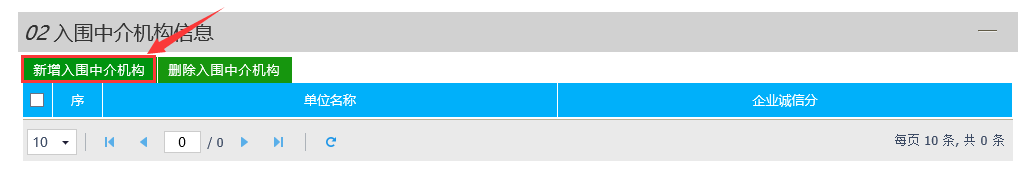 02 入围中介机构信息
新增入围中介机构 删除入围中介机构
序 单位名称 企业诚信分
10 0 / 0 每页 10 条, 共 0 条